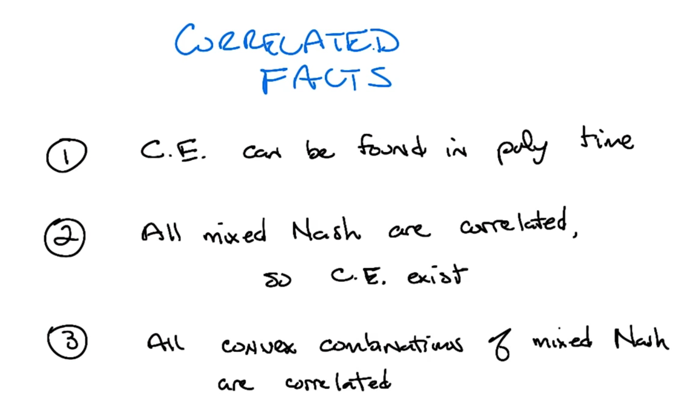 CORRELATED
FACTS
① C.E. can be found in poly time
② All mixed Nash are correlated,
so C.E. exist
③ All convex combinations of mixed Nash
are correlated